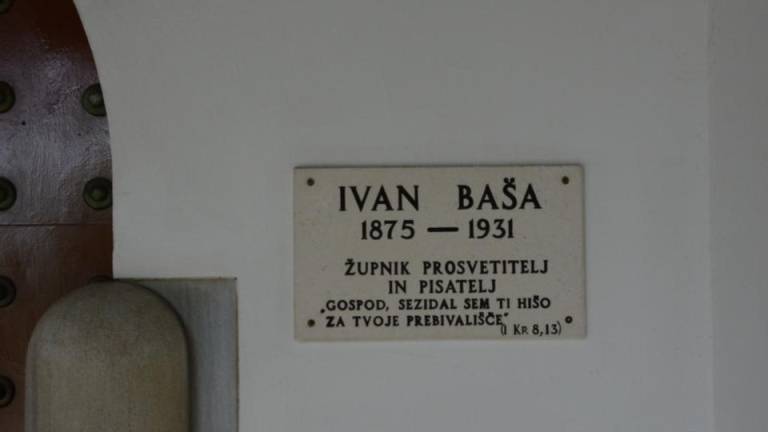 IVAN BAŠA
1875 — 1931
ŽUPNIK PROSVETITELJ
IN PISATELJ
„GOSPOD, SEZIDAL SEM TI HIŠO
ZA TVOJE PREBIVALIŠČE"
(I KR. 8,13)